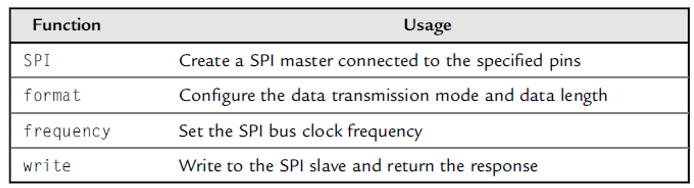 Function Usage
SPI Create a SPI master connected to the specified pins
format Configure the data transmission mode and data length
frequency Set the SPI bus clock frequency
write Write to the SPI slave and return the response